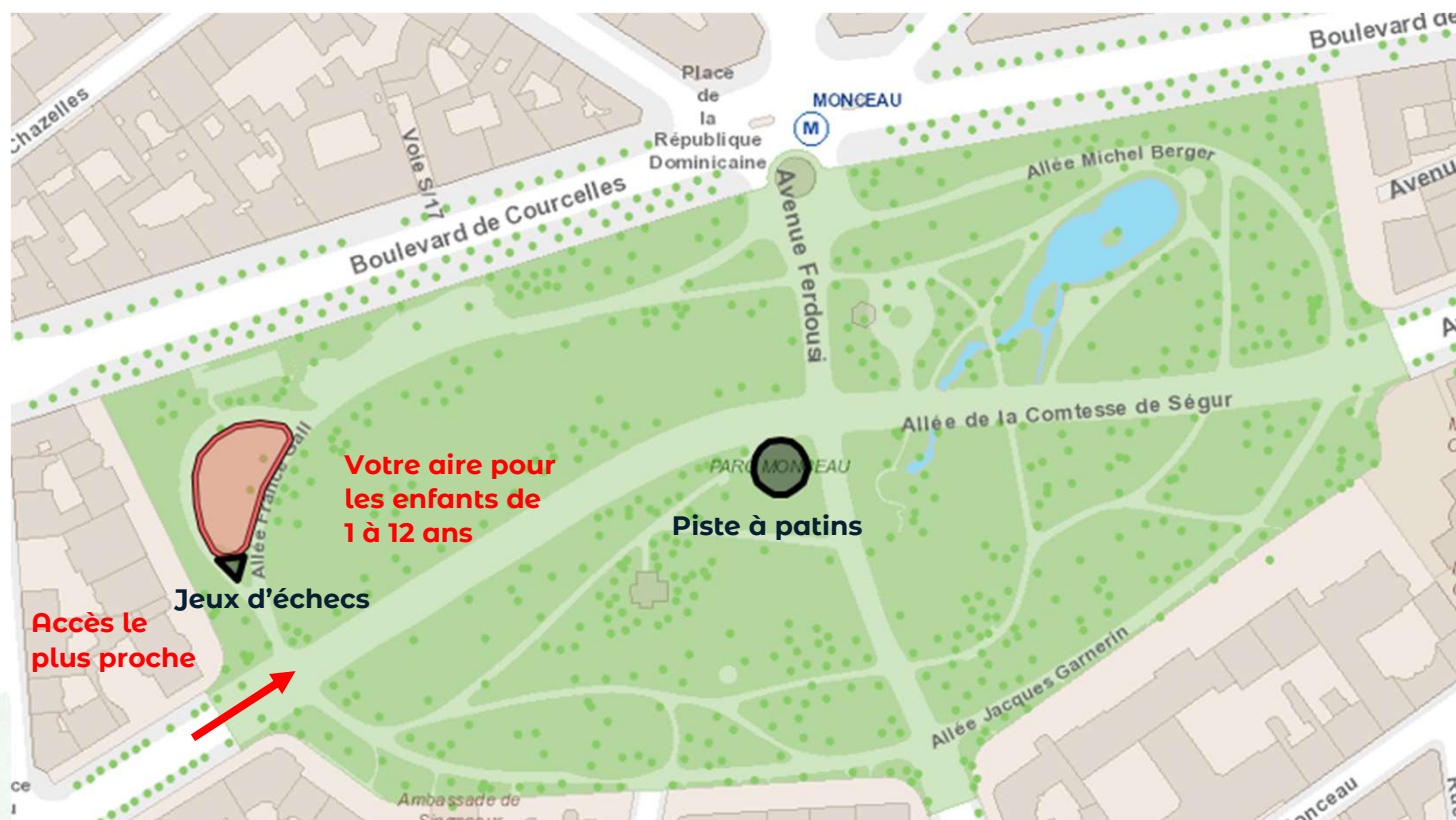 Boulevard de
Place
de
la
République
Dominicaine
MONCEAU
M
chazelles
Voie S/17
Boulevard de Courcelles
Avenue Ferdousi
Allée Michel Berger
Avenu
A
Allée de la Comtesse de Ségur
Allée France Gall
Votre aire pour
les enfants de
1 à 12 ans
PARC MONCEAU
Piste à patins
Jeux d'échecs
Accès le
plus proche
Allée Jacques Garnerin
Ambassade de
Singapour
onceau
ce